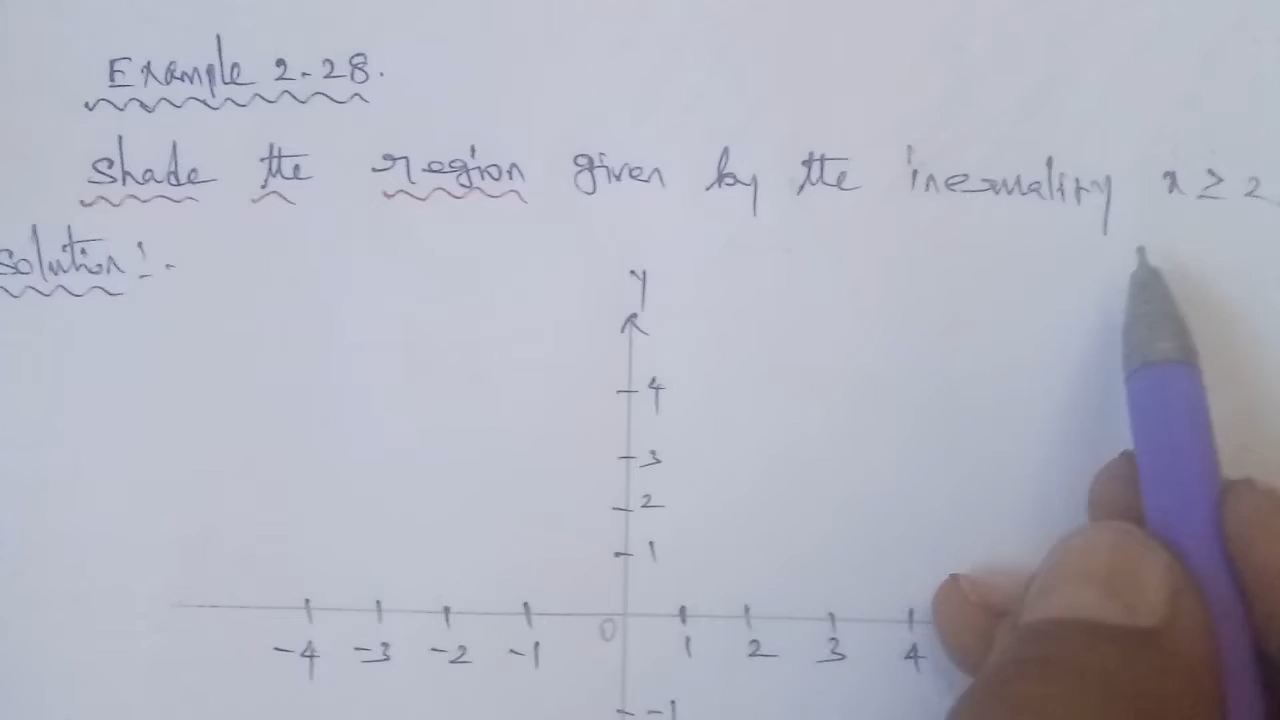 Example 2.28.
shade the region given by the inequality x ≥ 2
solution:-
y
4
3
2
1
-4 -3 -2 -1 0 1 2 3 4
-1